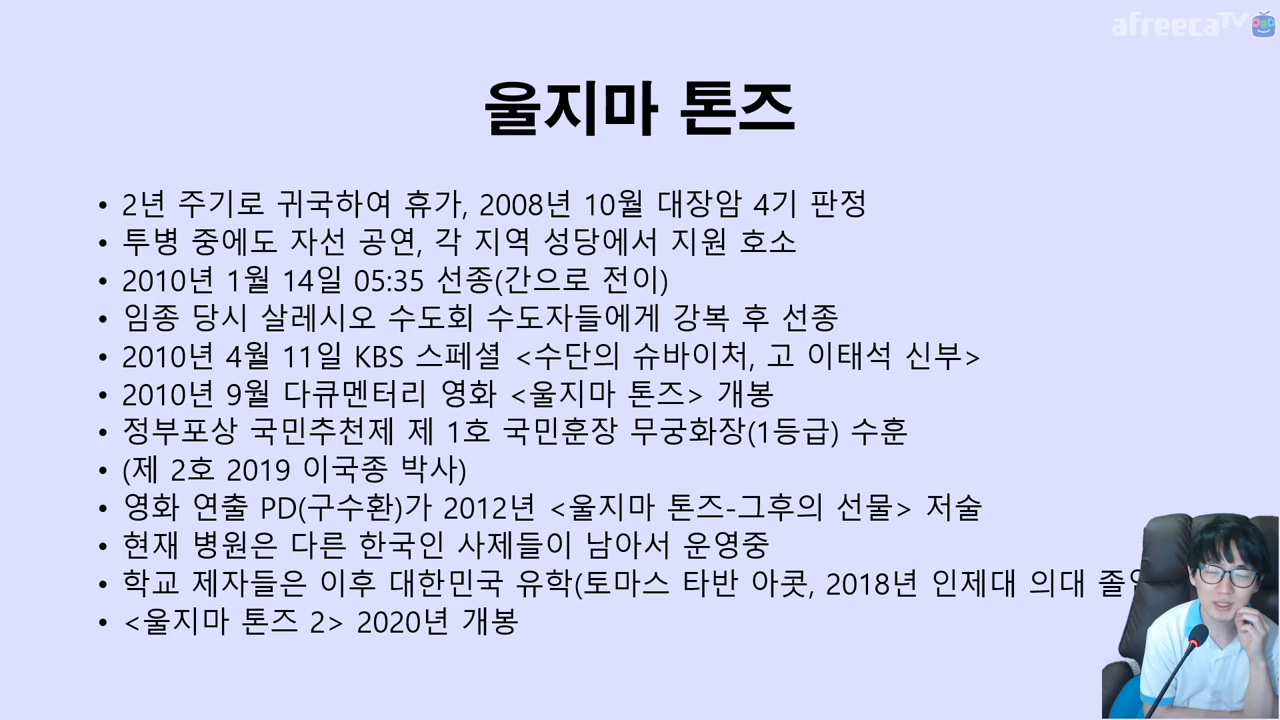 afreecaTV
울지마 톤즈
• 2년 주기로 귀국하여 휴가, 2008년 10월 대장암 4기 판정
• 투병 중에도 자선 공연, 각 지역 성당에서 지원 호소
• 2010년 1월 14일 05:35 선종(간으로 전이)
• 임종 당시 살레시오 수도회 수도자들에게 강복 후 선종
• 2010년 4월 11일 KBS 스페셜 <수단의 슈바이처, 고 이태석 신부>
• 2010년 9월 다큐멘터리 영화 <울지마 톤즈> 개봉
• 정부포상 국민추천제 제 1호 국민훈장 무궁화장(1등급) 수훈
• (제 2호 2019 이국종 박사)
• 영화 연출 PD(구수환)가 2012년 <울지마 톤즈-그후의 선물> 저술
• 현재 병원은 다른 한국인 사제들이 남아서 운영중
• 학교 제자들은 이후 대한민국 유학(토마스 타반 아콧, 2018년 인제대 의대
• <울지마 톤즈 2> 2020년 개봉